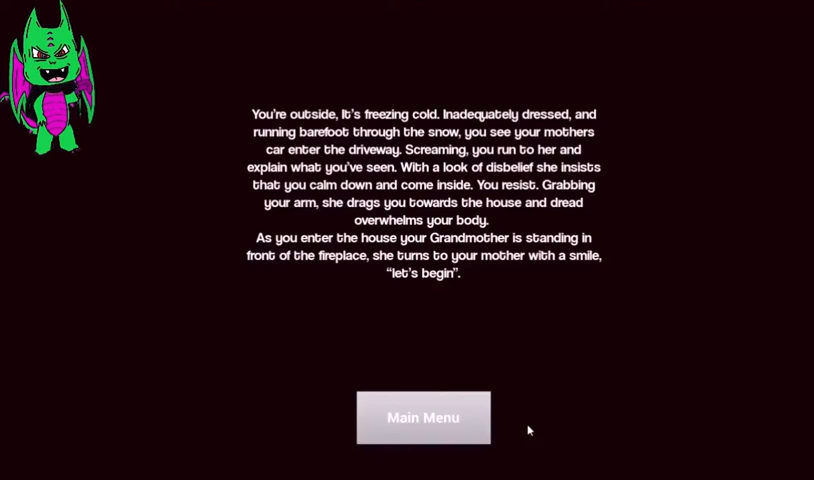 You're outside, It's freezing cold. Inadequately dressed, and
running barefoot through the snow, you see your mothers
car enter the driveway. Screaming, you run to her and
explain what you've seen. With a look of disbelief she insists
that you calm down and come inside. You resist. Grabbing
your arm, she drags you towards the house and dread
overwhelms your body.
As you enter the house your Grandmother is standing in
front of the fireplace, she turns to your mother with a smile,
“let's begin”.
Main Menu